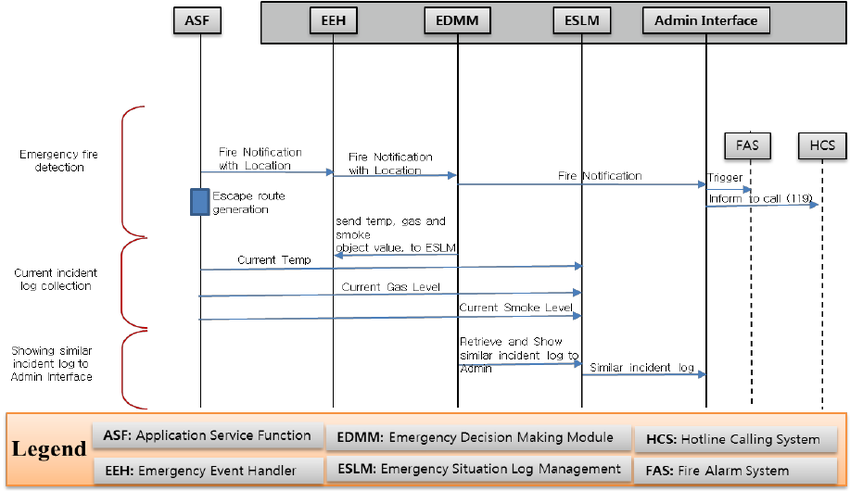 ASF
EEH
EDMM
ESLM
Admin Interface
FAS
HCS
Emergency fire
detection
Fire Notification
with Location
Fire Notification
with Location
Fire Notification
Trigger
Inform to call (119)
Escape route
generation
send temp, gas and
smoke
object value, to ESLM
Current incident
log collection
Current Temp
Current Gas Level
Current Smoke Level
Showing similar
incident log to
Admin Interface
Retrieve and Show
similar incident log to
Admin
Similar incident log
Legend
ASF: Application Service Function
EDMM: Emergency Decision Making Module
HCS: Hotline Calling System
EEH: Emergency Event Handler
ESLM: Emergency Situation Log Management
FAS: Fire Alarm System